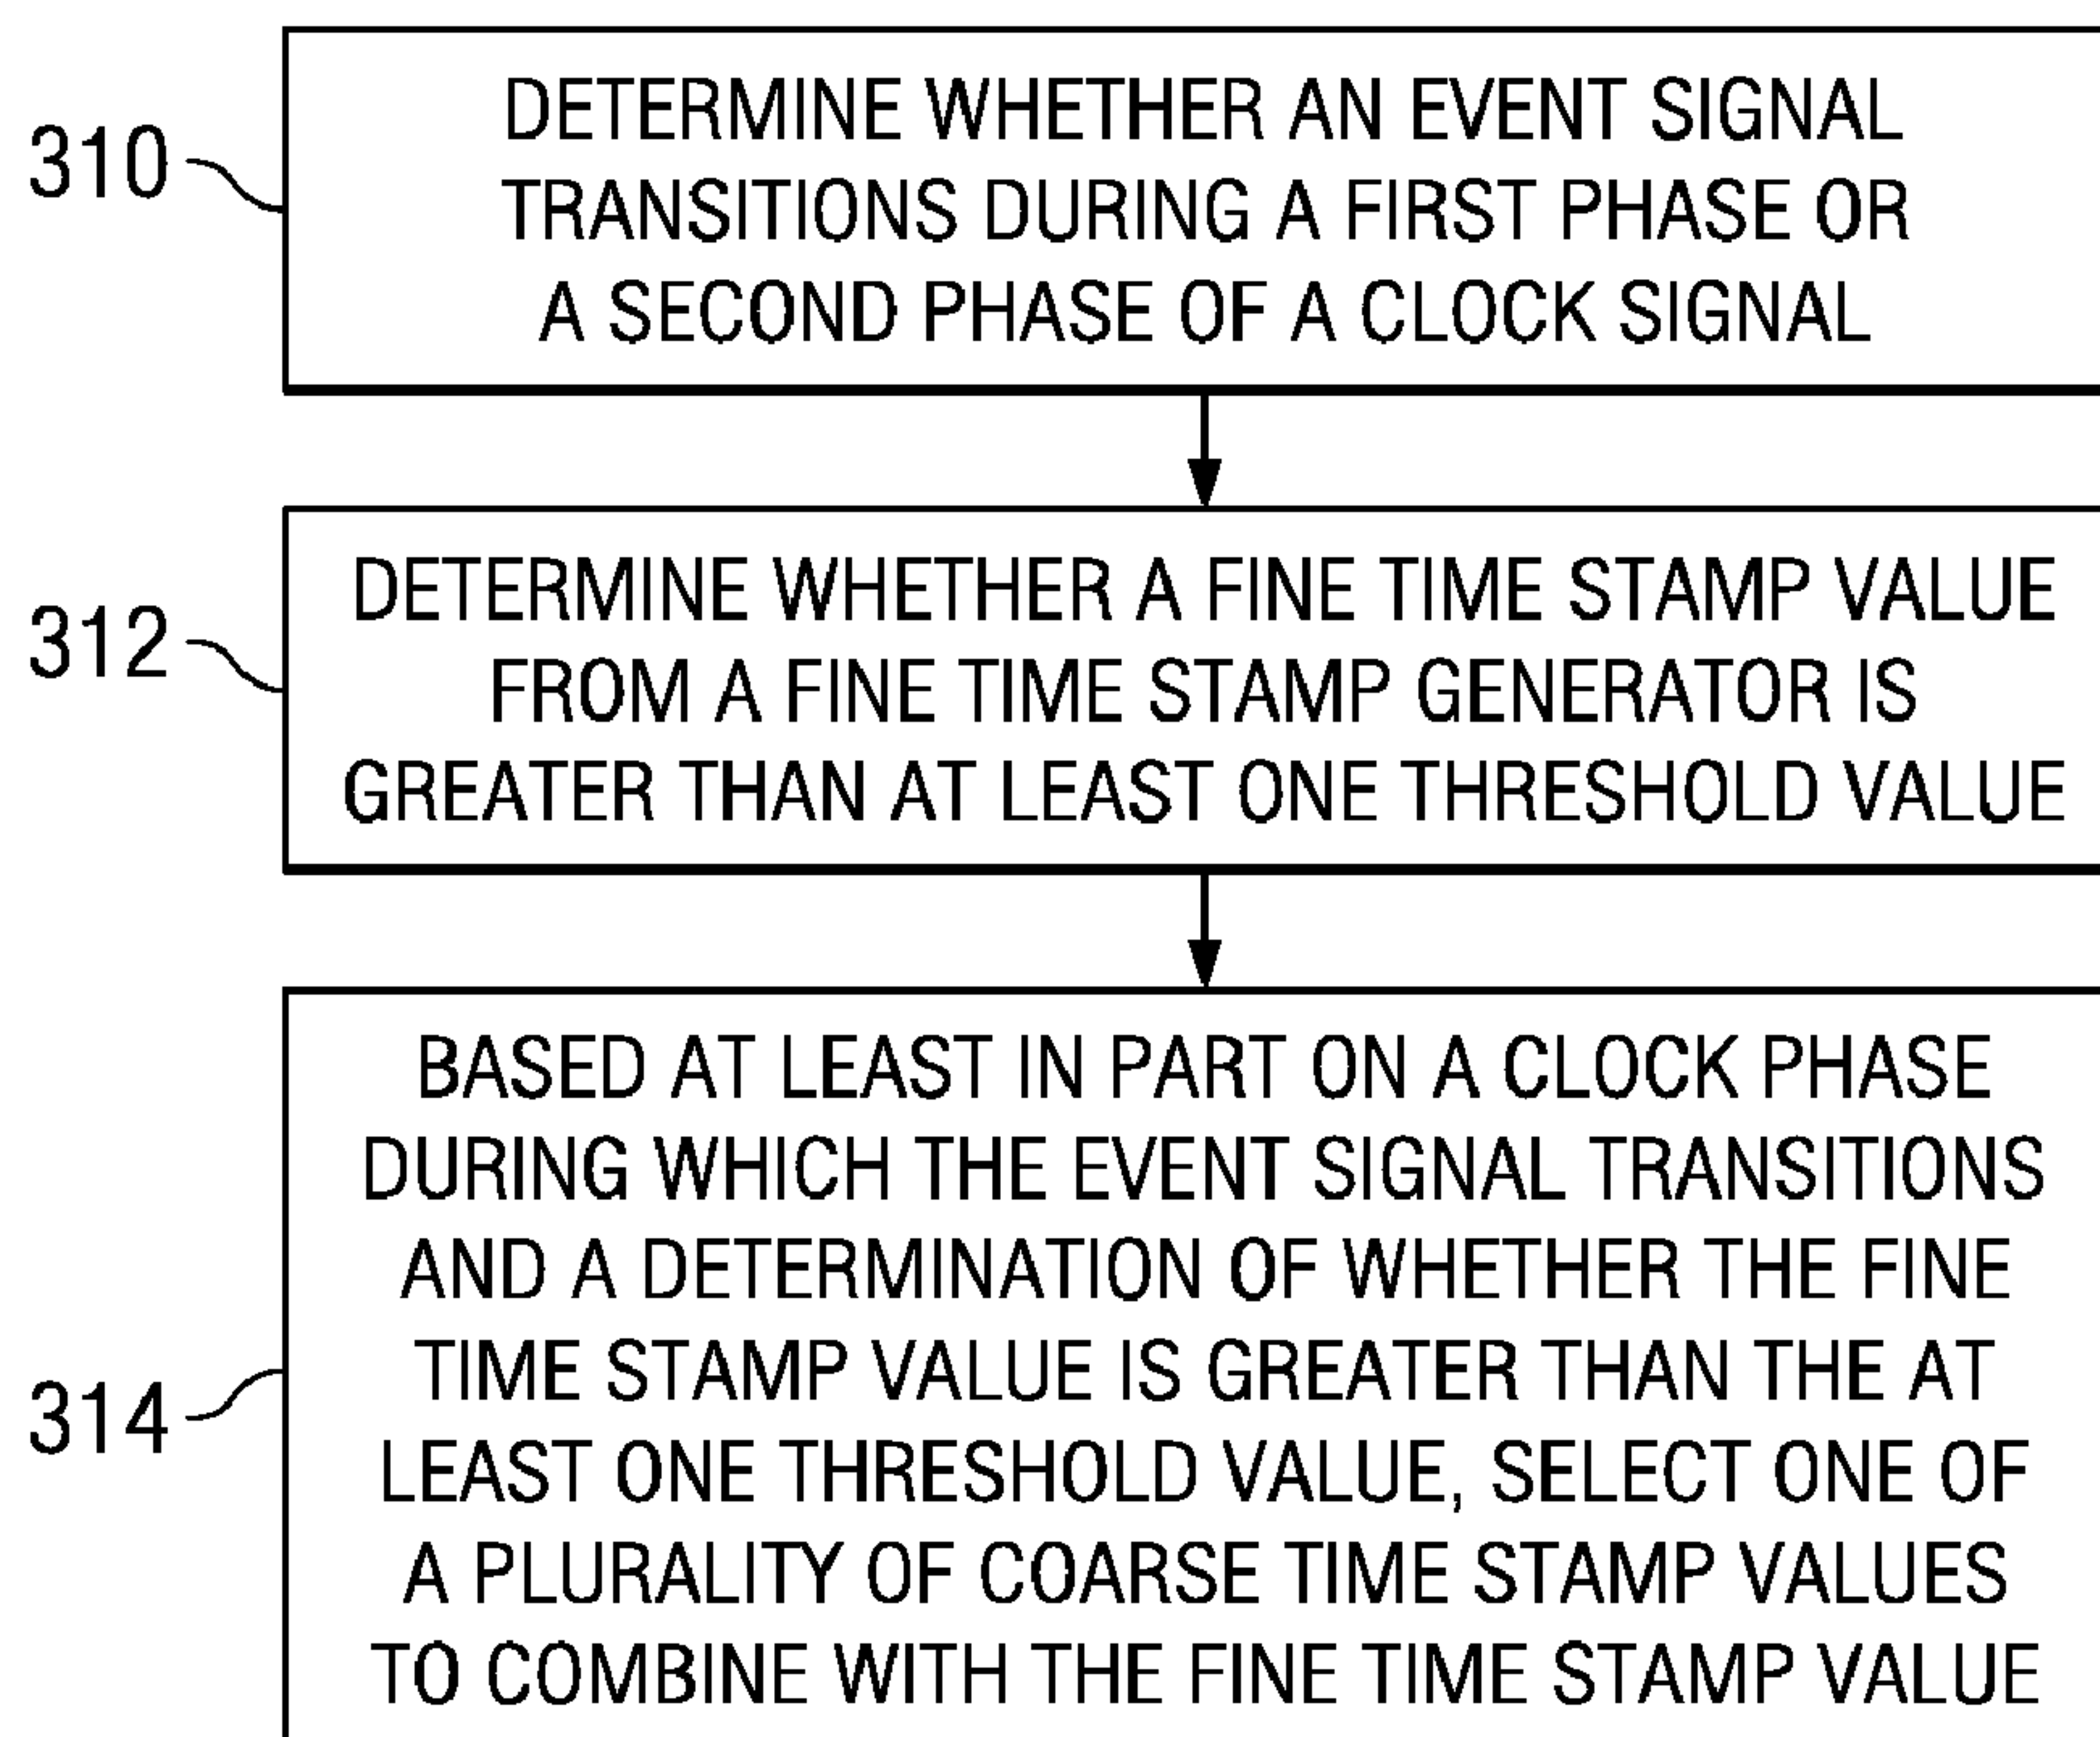 310
DETERMINE WHETHER AN EVENT SIGNAL
TRANSITIONS DURING A FIRST PHASE OR
A SECOND PHASE OF A CLOCK SIGNAL
312
DETERMINE WHETHER A FINE TIME STAMP VALUE
FROM A FINE TIME STAMP GENERATOR IS
GREATER THAN AT LEAST ONE THRESHOLD VALUE
314
BASED AT LEAST IN PART ON A CLOCK PHASE
DURING WHICH THE EVENT SIGNAL TRANSITIONS
AND A DETERMINATION OF WHETHER THE FINE
TIME STAMP VALUE IS GREATER THAN THE AT
LEAST ONE THRESHOLD VALUE, SELECT ONE OF
A PLURALITY OF COARSE TIME STAMP VALUES
TO COMBINE WITH THE FINE TIME STAMP VALUE